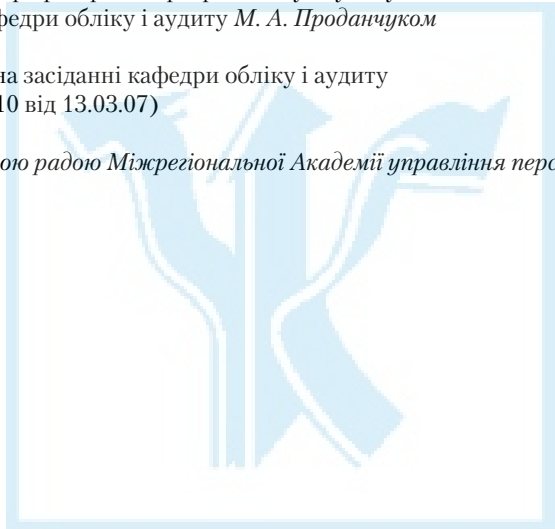 федри обліку і аудиту М. А. Проданчуком
на засіданні кафедри обліку і аудиту
10 від 13.03.07)
ою радою Міжрегіональної Академії управління перс